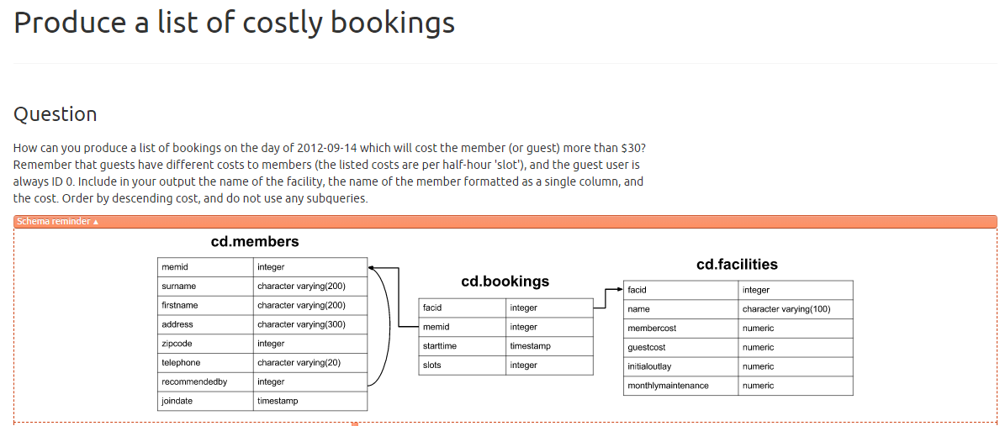 Produce a list of costly bookings
Question
How can you produce a list of bookings on the day of 2012-09-14 which will cost the member (or guest) more than $30?
Remember that guests have different costs to members (the listed costs are per half-hour 'slot'), and the guest user is
always ID 0. Include in your output the name of the facility, the name of the member formatted as a single column, and
the cost. Order by descending cost, and do not use any subqueries.
Schema reminder ▲
cd.members
memid integer
surname character varying(200)
firstname character varying(200)
address character varying(300)
zipcode integer
telephone character varying(20)
recommendedby integer
joindate timestamp
cd.bookings
facid integer
memid integer
starttime timestamp
slots integer
cd.facilities
facid integer
name character varying(100)
membercost numeric
guestcost numeric
initialoutlay numeric
monthlymaintenance numeric